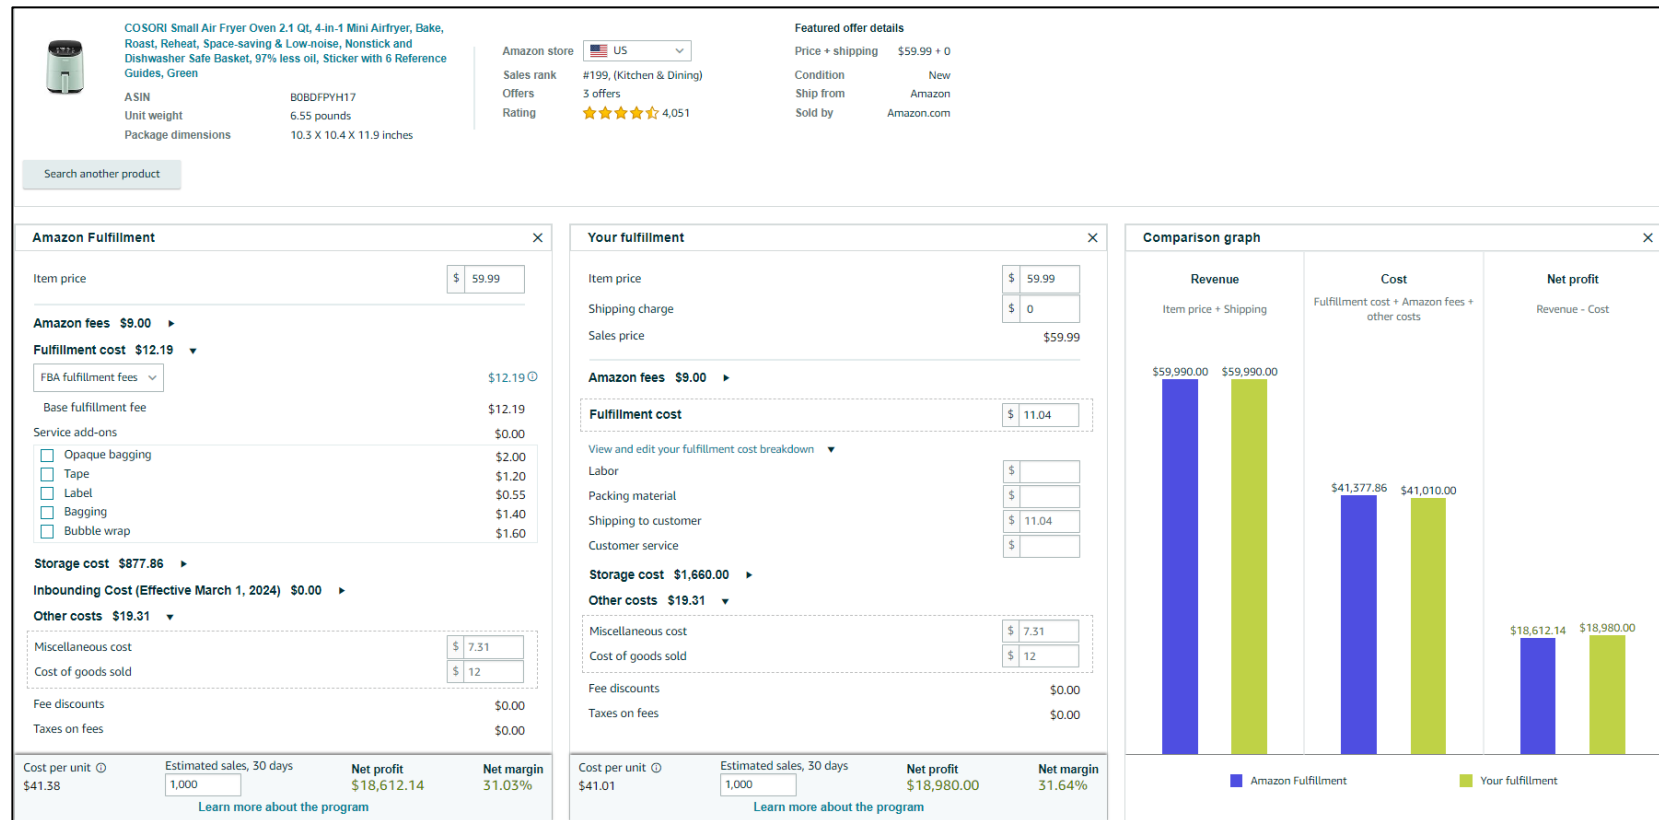 COSORI Small Air Fryer Oven 2.1 Qt, 4-in-1 Mini Airfryer, Bake,
Roast, Reheat, Space-saving & Low-noise, Nonstick and
Dishwasher Safe Basket, 97% less oil, Sticker with 6 Reference
Guides, Green
ASIN B0BDFPYH17
Unit weight 6.55 pounds
Package dimensions 10.3 X 10.4 X 11.9 inches
Amazon store US
Sales rank #199, (Kitchen & Dining)
Offers 3 offers
Rating 4,051
Featured offer details
Price + shipping $59.99 + 0
Condition New
Ship from Amazon
Sold by Amazon.com
Search another product
Amazon Fulfillment
Item price $ 59.99
Amazon fees $9.00
Fulfillment cost $12.19
FBA fulfillment fees $12.19
Base fulfillment fee $12.19
Service add-ons $0.00
Opaque bagging $2.00
Tape $1.20
Label $0.55
Bagging $1.40
Bubble wrap $1.60
Storage cost $877.86
Inbounding Cost (Effective March 1, 2024) $0.00
Other costs $19.31
Miscellaneous cost $ 7.31
Cost of goods sold $ 12
Fee discounts $0.00
Taxes on fees $0.00
Cost per unit Estimated sales, 30 days Net profit Net margin
$41.38 1,000 $18,612.14 31.03%
Learn more about the program
Your fulfillment
Item price $ 59.99
Shipping charge $ 0
Sales price $59.99
Amazon fees $9.00
Fulfillment cost $ 11.04
View and edit your fulfillment cost breakdown
Labor $
Packing material $
Shipping to customer $ 11.04
Customer service $
Storage cost $1,660.00
Other costs $19.31
Miscellaneous cost $ 7.31
Cost of goods sold $ 12
Fee discounts $0.00
Taxes on fees $0.00
Cost per unit Estimated sales, 30 days Net profit Net margin
$41.01 1,000 $18,980.00 31.64%
Learn more about the program
Comparison graph
Revenue
Item price + Shipping
$59,990.00 $59,990.00
Cost
Fulfillment cost + Amazon fees +
other costs
$41,377.86 $41,010.00
Net profit
Revenue - Cost
$18,612.14 $18,980.00
Amazon Fulfillment Your fulfillment